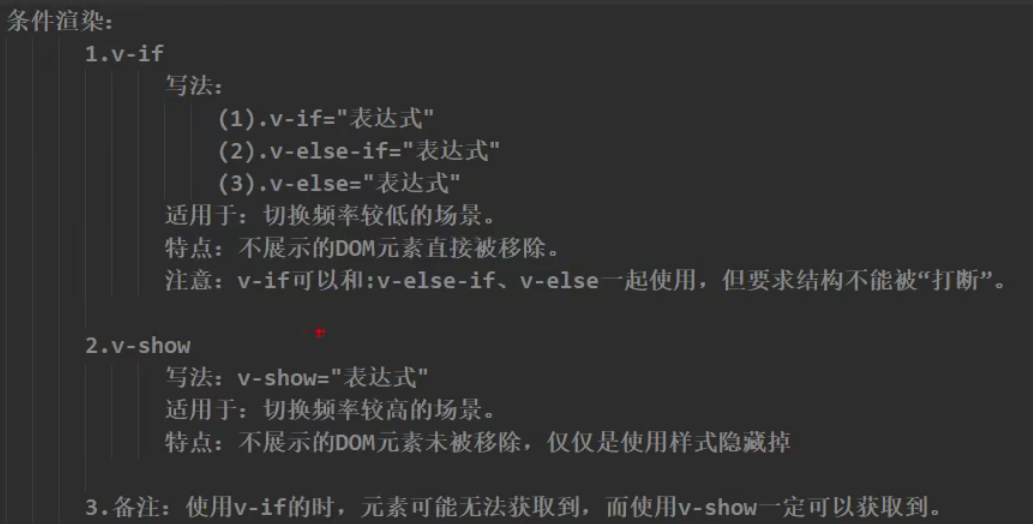 条件渲染:
1.v-if
写法:
(1).v-if="表达式"
(2).v-else-if="表达式"
(3).v-else="表达式"
适用于: 切换频率较低的场景。
特点: 不展示的DOM元素直接被移除。
注意: v-if可以和:v-else-if、v-else一起使用，但要求结构不能被“打断”。
2.v-show
写法: v-show="表达式"
适用于: 切换频率较高的场景。
特点: 不展示的DOM元素未被移除，仅仅是使用样式隐藏掉
3.备注: 使用v-if的时，元素可能无法获取到，而使用v-show一定可以获取到。